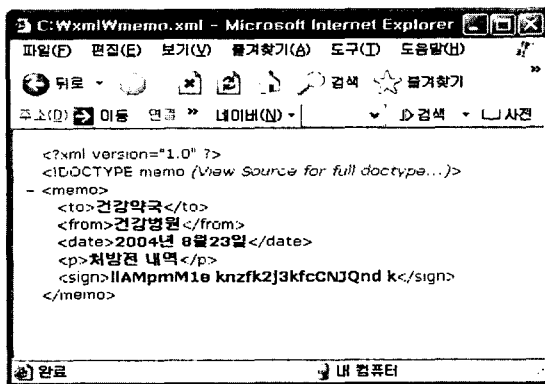 C:₩xml₩memo.xml - Microsoft Internet Explorer
파일(F) 편집(E) 보기(V) 즐겨찾기(A) 도구(T) 도움말(H)
뒤로 검색 즐겨찾기 »
주소(D) 이동 연결 » 네이버(N) 검색 사전
<?xml version="1.0" ?>
<!DOCTYPE memo (View Source for full doctype...)>
- <memo>
<to>건강약국</to>
<from>건강병원</from>
<date>2004년 8월23일</date>
<p>처방전 내역</p>
<sign>llAMpmM1e knzfk2j3kfcCNJQnd k</sign>
</memo>
완료 내 컴퓨터